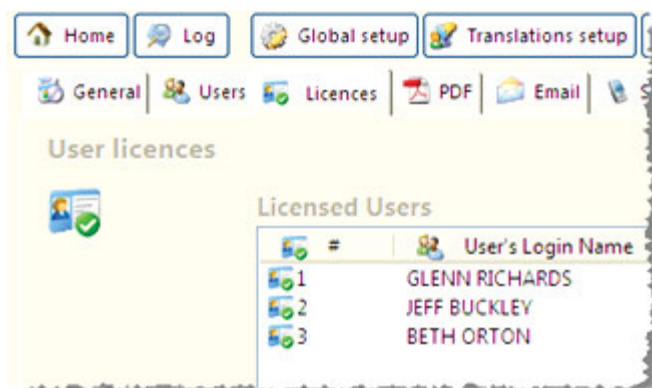 Home Log Global setup Translations setup
General Users Licences PDF Email
User licences
Licensed Users
# User's Login Name
1 GLENN RICHARDS
2 JEFF BUCKLEY
3 BETH ORTON